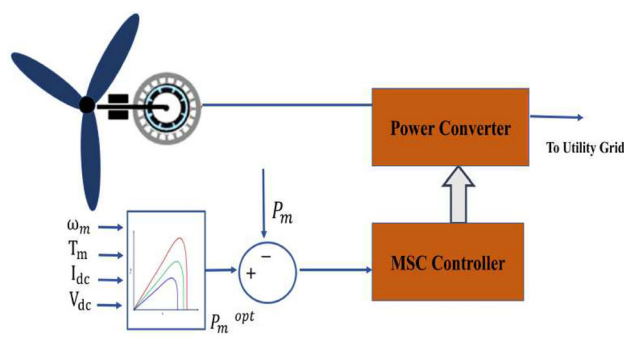 Power Converter
To Utility Grid
P_m
−
ω_m
T_m
I_dc
V_dc
+
MSC Controller
P_m^opt